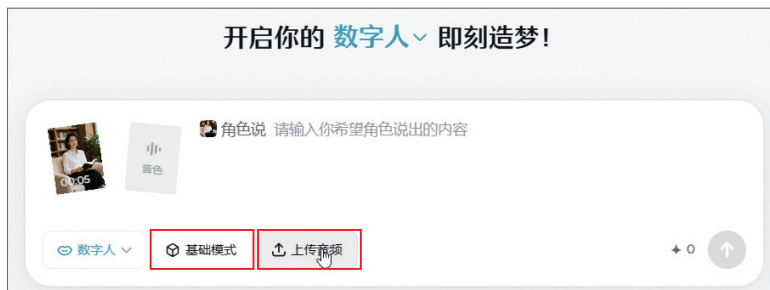 开启你的 数字人 即刻造梦！
角色说 请输入你希望角色说出的内容
音色
00:05
数字人 基础模式 上传音频 0